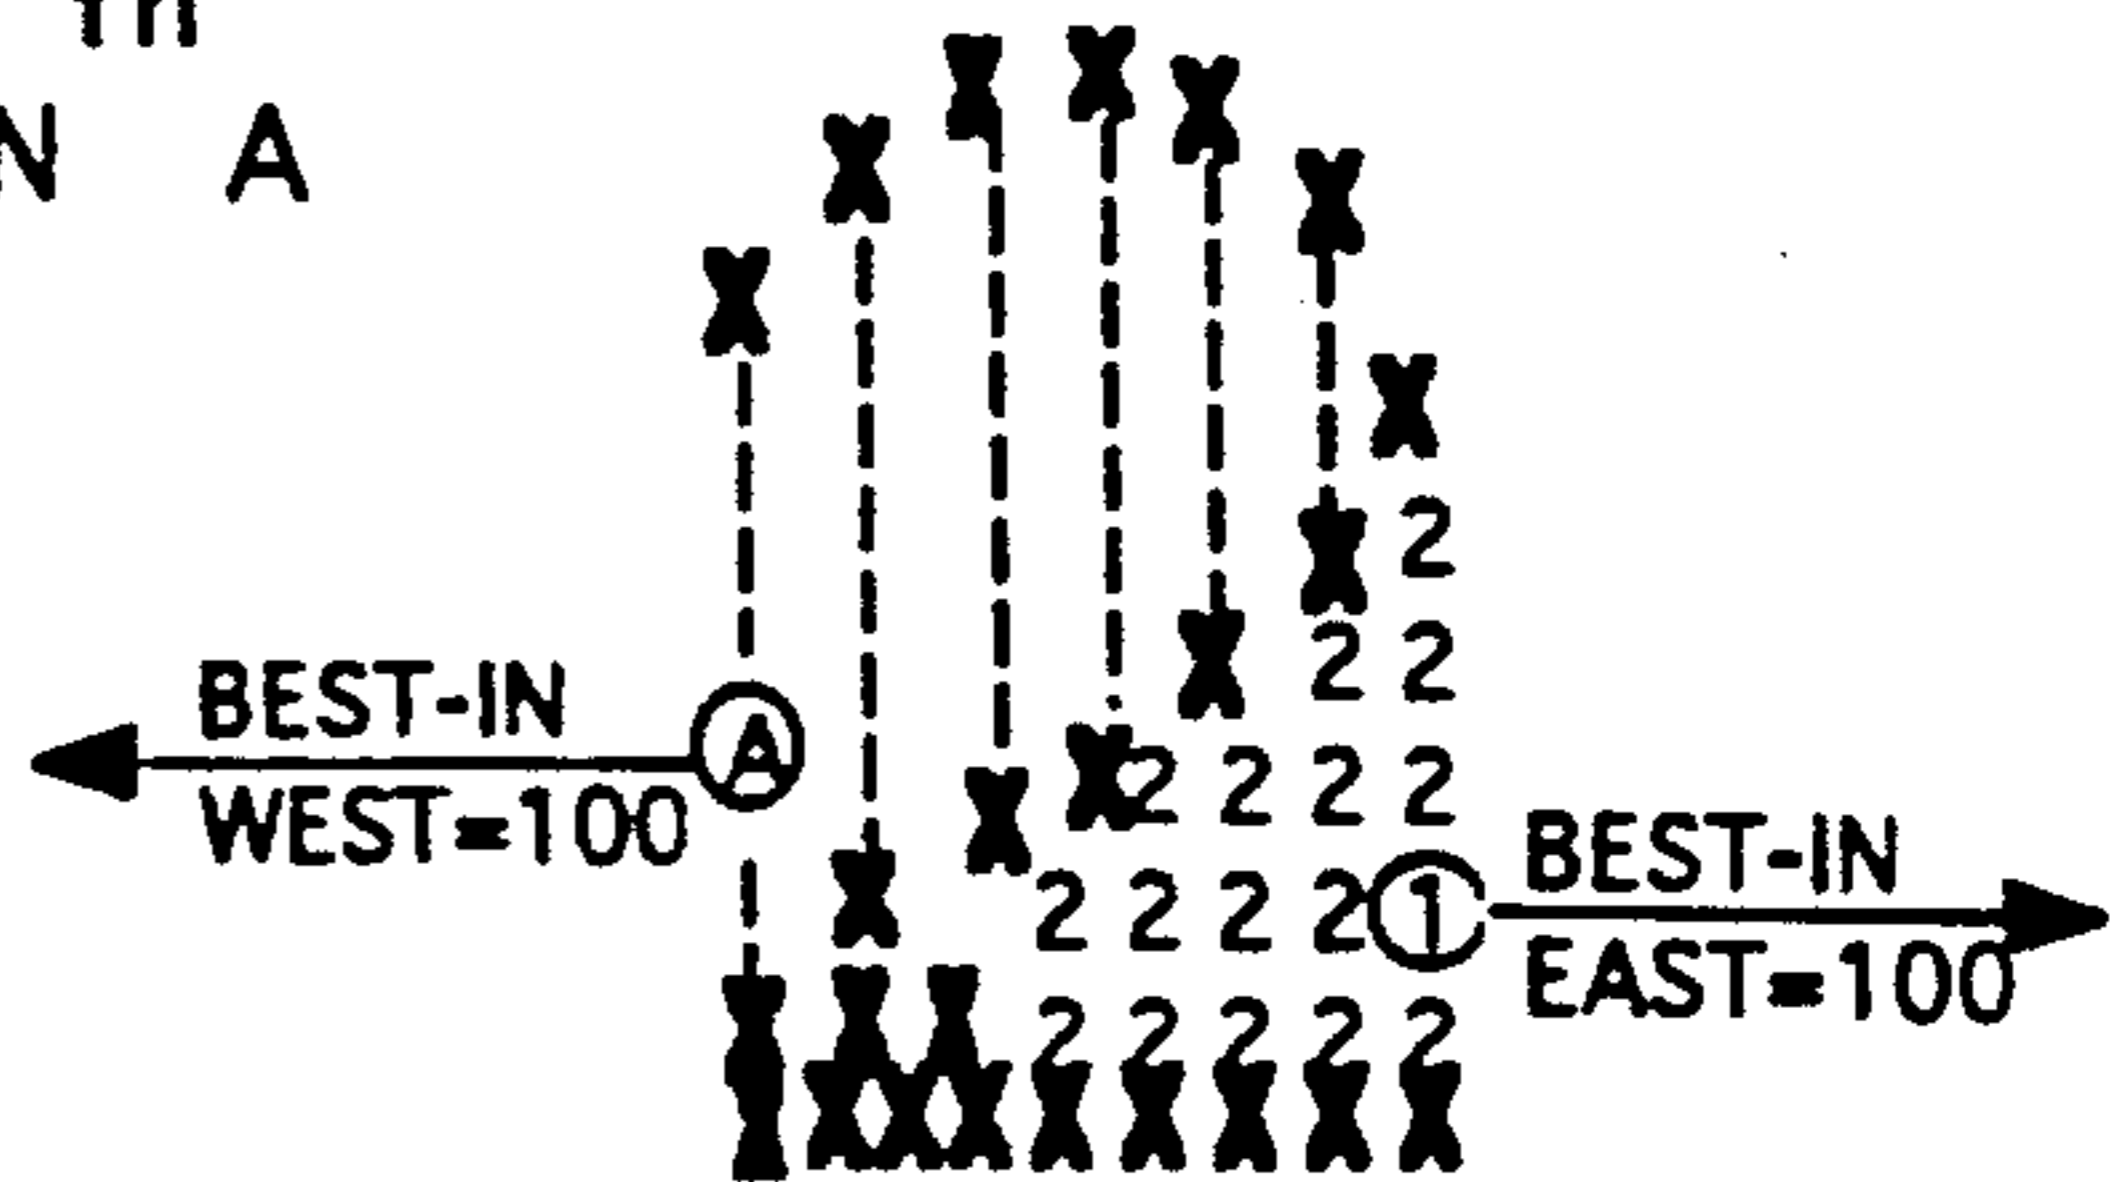 N A
X X X X X
X
X
X
X 2
2 2
BEST-IN
A
X
X
X 2 2 2 2
WEST=100
X
2 2 2 2 1
BEST-IN
EAST=100
X X X 2 2 2 2 2
X X X X X X X X X